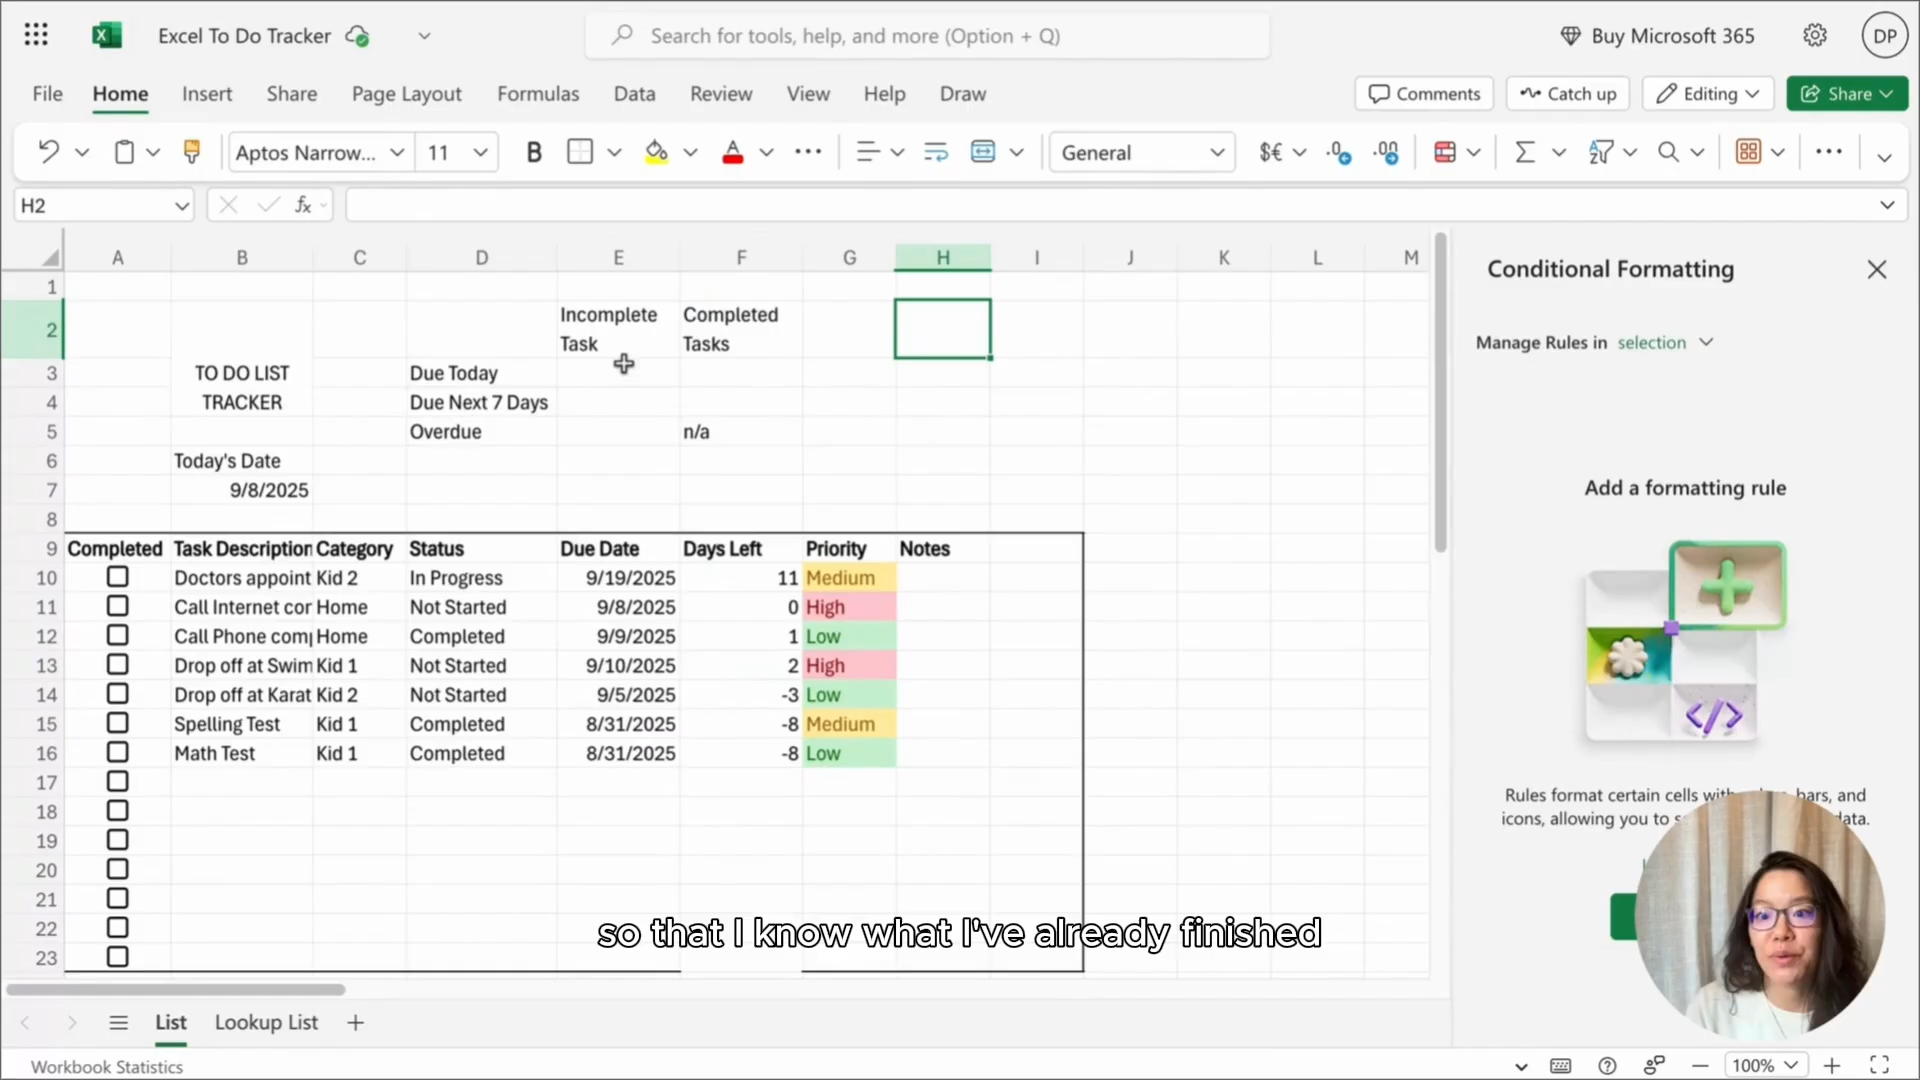 Excel To Do Tracker
Search for tools, help, and more (Option + Q)
Buy Microsoft 365
DP
File Home Insert Share Page Layout Formulas Data Review View Help Draw
Comments Catch up Editing Share
Aptos Narrow... 11 B A General $€ .0 .00
H2 fx
A B C D E F G H I J K L M
1
2 Incomplete Task Completed Tasks
3 TO DO LIST Due Today
4 TRACKER Due Next 7 Days
5 Overdue n/a
6 Today's Date
7 9/8/2025
8
9 Completed Task Description Category Status Due Date Days Left Priority Notes
10 Doctors appoint Kid 2 In Progress 9/19/2025 11 Medium
11 Call Internet cor Home Not Started 9/8/2025 0 High
12 Call Phone comp Home Completed 9/9/2025 1 Low
13 Drop off at Swim Kid 1 Not Started 9/10/2025 2 High
14 Drop off at Karat Kid 2 Not Started 9/5/2025 -3 Low
15 Spelling Test Kid 1 Completed 8/31/2025 -8 Medium
16 Math Test Kid 1 Completed 8/31/2025 -8 Low
17
18
19
20
21
22
23
Conditional Formatting
Manage Rules in selection
Add a formatting rule
</>
Rules format certain cells with bars, and
icons, allowing you to data.
so that I know what I've already finished
List Lookup List
Workbook Statistics
100%